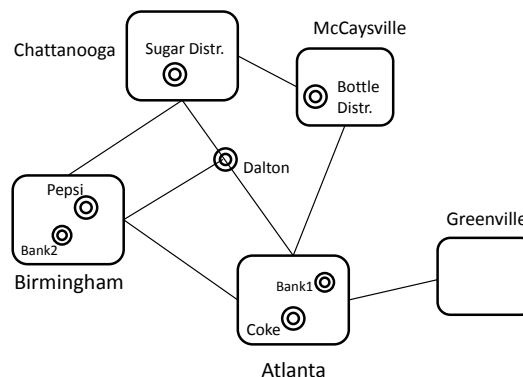 McCaysville
Chattanooga
Sugar Distr.
Bottle
Distr.
Dalton
Pepsi
Bank2
Birmingham
Greenville
Bank1
Coke
Atlanta